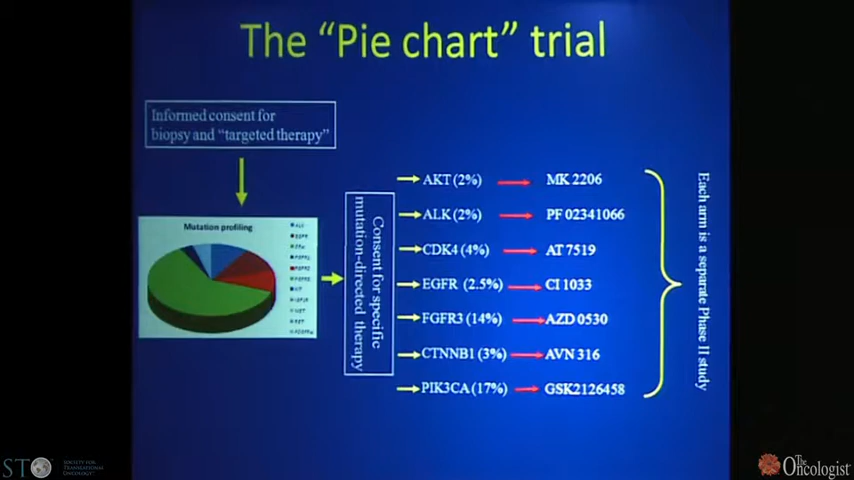 The "Pie chart" trial
Informed consent for
biopsy and "targeted therapy"
Mutation profiling
Consent for specific
mutation-directed therapy
AKT (2%) MK 2206
ALK (2%) PF 02341066
CDK4 (4%) AT 7519
EGFR (2.5%) CI 1033
FGFR3 (14%) AZD 0530
CTNNB1 (3%) AVN 316
PIK3CA (17%) GSK2126458
Each arm is a separate Phase II study
STO
SOCIETY FOR
TRANSLATIONAL
ONCOLOGY
The
Oncologist